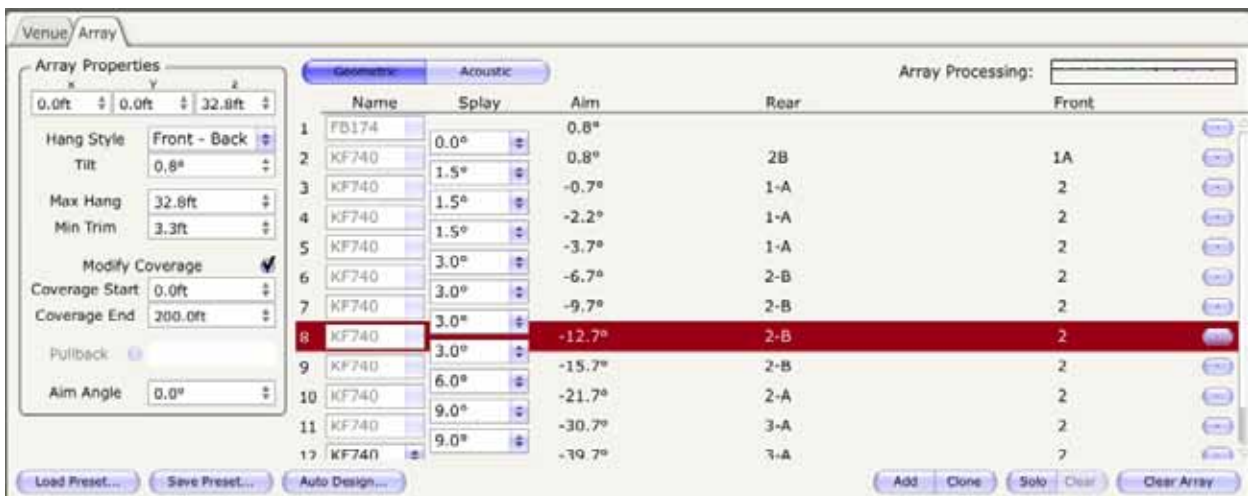 Venue Array
Array Properties
x y z
0.0ft 0.0ft 32.8ft
Hang Style Front - Back
Tilt 0.8°
Max Hang 32.8ft
Min Trim 3.3ft
Modify Coverage
Coverage Start 0.0ft
Coverage End 200.0ft
Pullback
Aim Angle 0.0°
Geometric Acoustic
Array Processing:
Name Splay Aim Rear Front
1 FB174 0.8°
0.0°
2 KF740 0.8° 2B 1A
1.5°
3 KF740 -0.7° 1-A 2
1.5°
4 KF740 -2.2° 1-A 2
1.5°
5 KF740 -3.7° 1-A 2
3.0°
6 KF740 -6.7° 2-B 2
3.0°
7 KF740 -9.7° 2-B 2
3.0°
8 KF740 -12.7° 2-B 2
3.0°
9 KF740 -15.7° 2-B 2
6.0°
10 KF740 -21.7° 2-A 2
9.0°
11 KF740 -30.7° 3-A 2
9.0°
12 KF740 -39.7° 3-A 2
Load Preset... Save Preset... Auto Design... Add Clone Solo Clear Clear Array